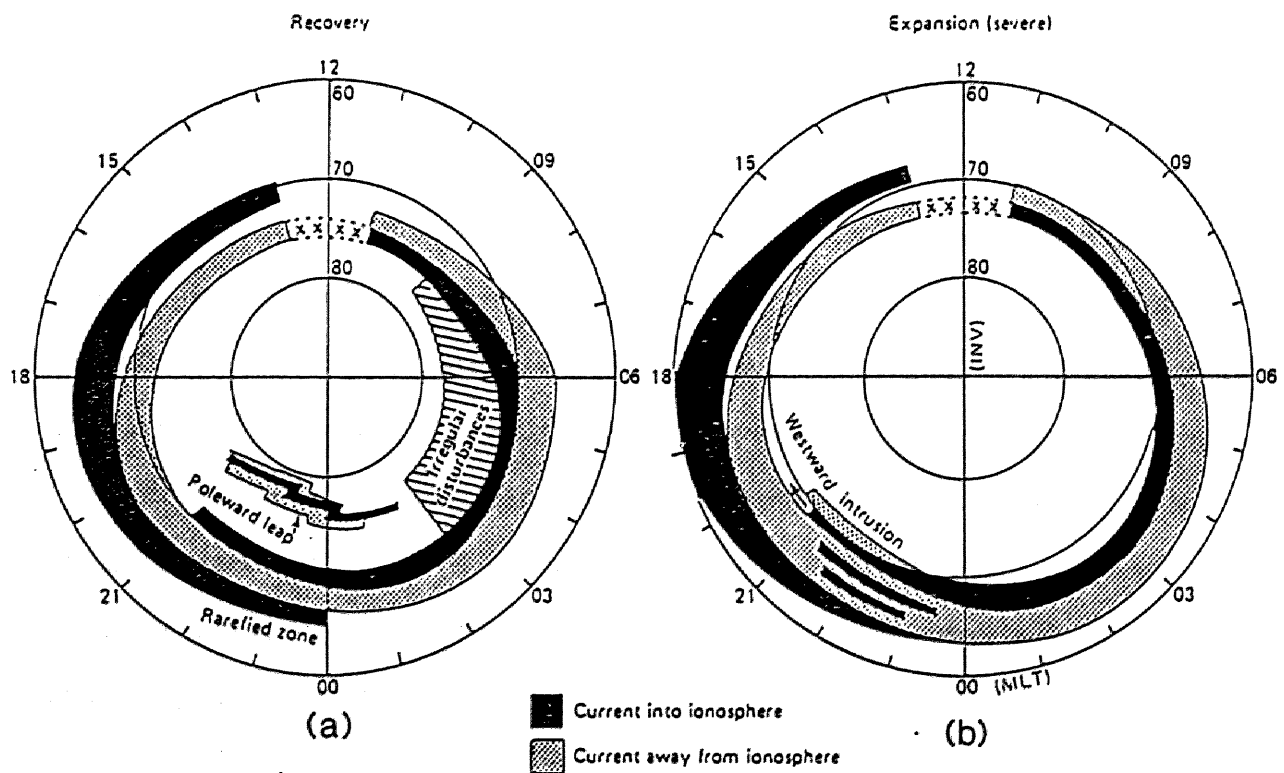 Recovery
12
60
15
09
70
80
18
06
Irregular
disturbances
Poleward leap
21
03
Rarefied zone
00
(a)
Expansion (severe)
12
60
15
09
70
80
(INV)
18
06
Westward intrusion
21
03
00
(MLT)
(b)
Current into ionosphere
Current away from ionosphere
x x x x
x x x x